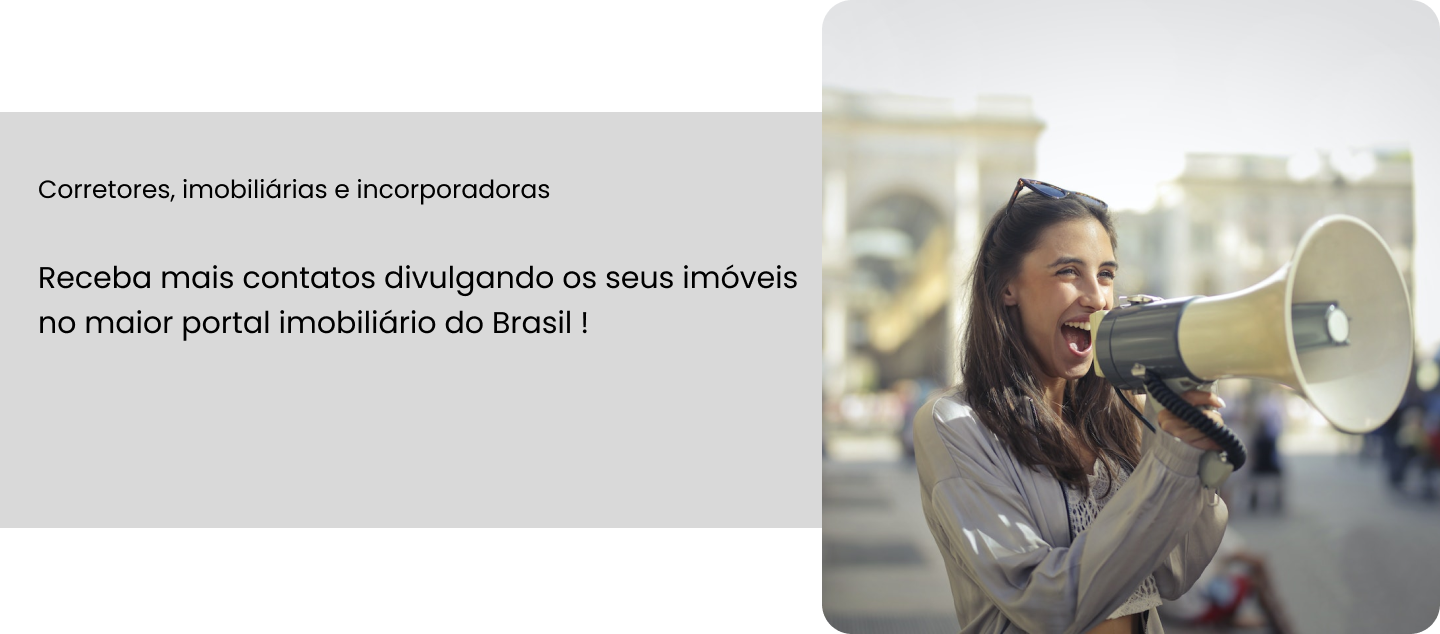 Corretores, imobiliárias e incorporadoras
Receba mais contatos divulgando os seus imóveis
no maior portal imobiliário do Brasil !